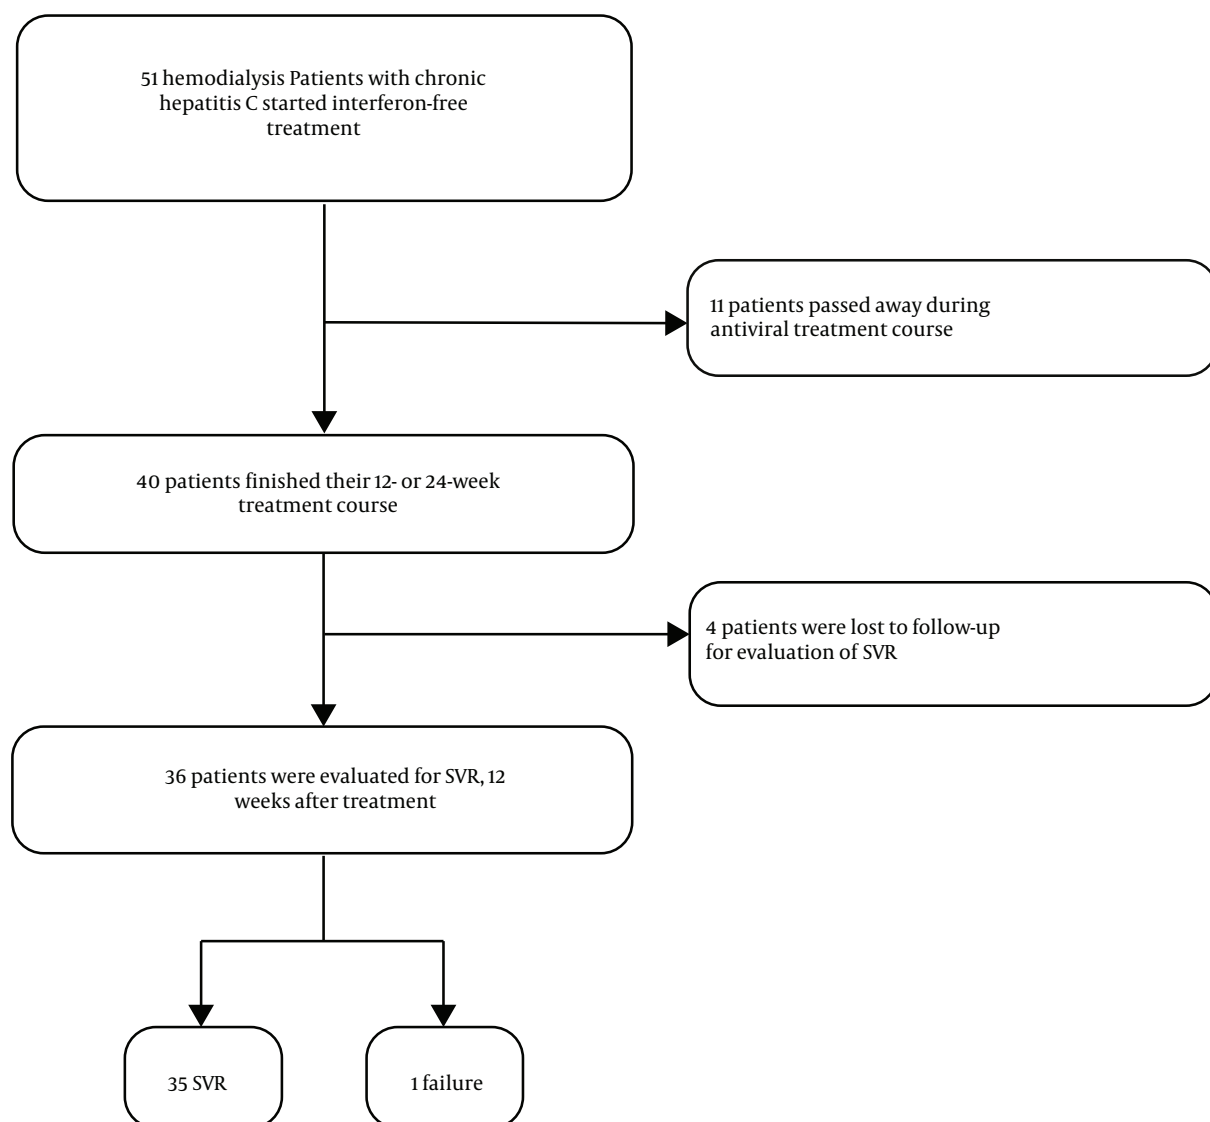 51 hemodialysis Patients with chronic
hepatitis C started interferon-free
treatment
11 patients passed away during
antiviral treatment course
40 patients finished their 12- or 24-week
treatment course
4 patients were lost to follow-up
for evaluation of SVR
36 patients were evaluated for SVR, 12
weeks after treatment
35 SVR
1 failure